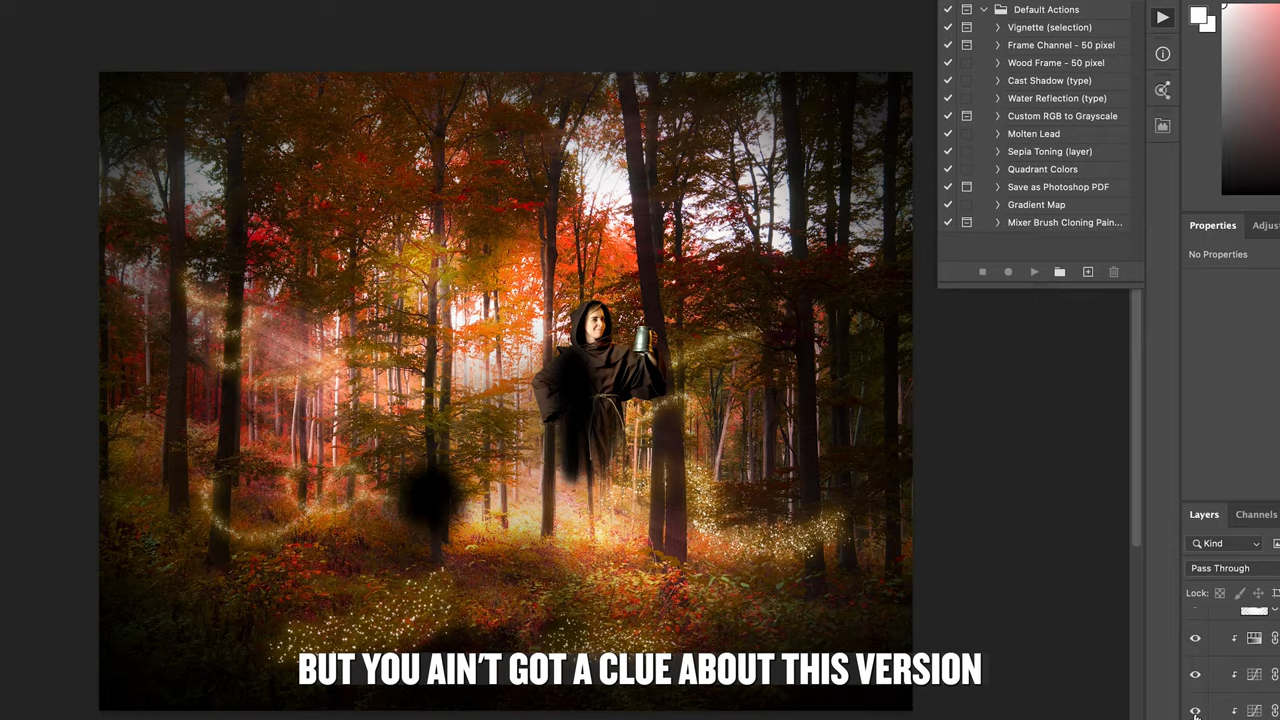 Default Actions
Vignette (selection)
Frame Channel - 50 pixel
Wood Frame - 50 pixel
Cast Shadow (type)
Water Reflection (type)
Custom RGB to Grayscale
Molten Lead
Sepia Toning (layer)
Quadrant Colors
Save as Photoshop PDF
Gradient Map
Mixer Brush Cloning Pain...
Properties
Adjus
No Properties
Layers
Channels
Kind
Pass Through
Lock:
BUT YOU AIN'T GOT A CLUE ABOUT THIS VERSION